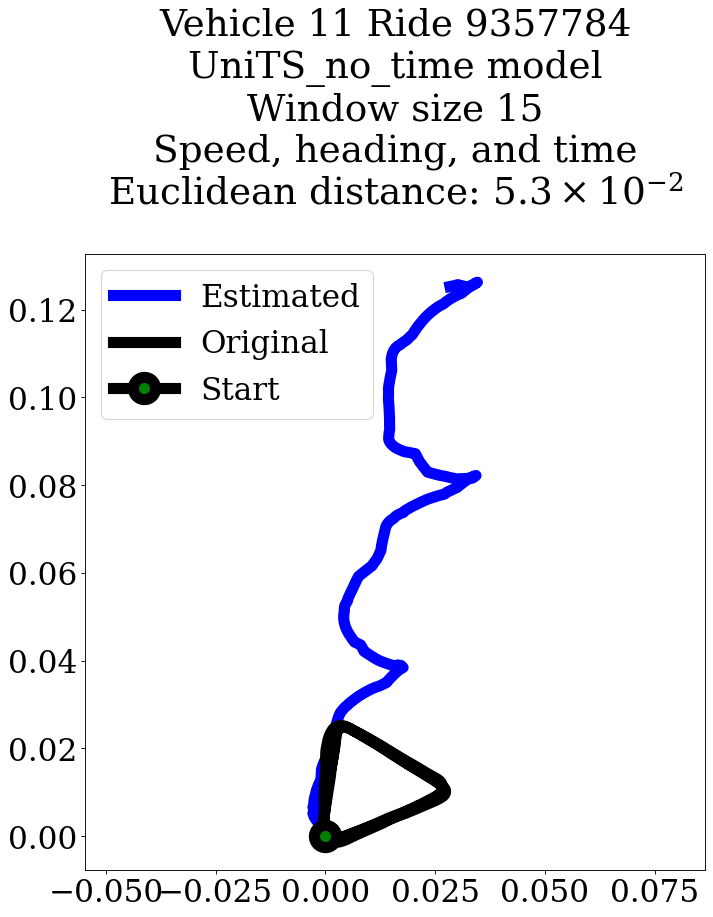 Vehicle 11 Ride 9357784
UniTS_no_time model
Window size 15
Speed, heading, and time
Euclidean distance: 5.3 × 10⁻²
Estimated
Original
Start
0.12
0.10
0.08
0.06
0.04
0.02
0.00
−0.050 −0.025 0.000 0.025 0.050 0.075